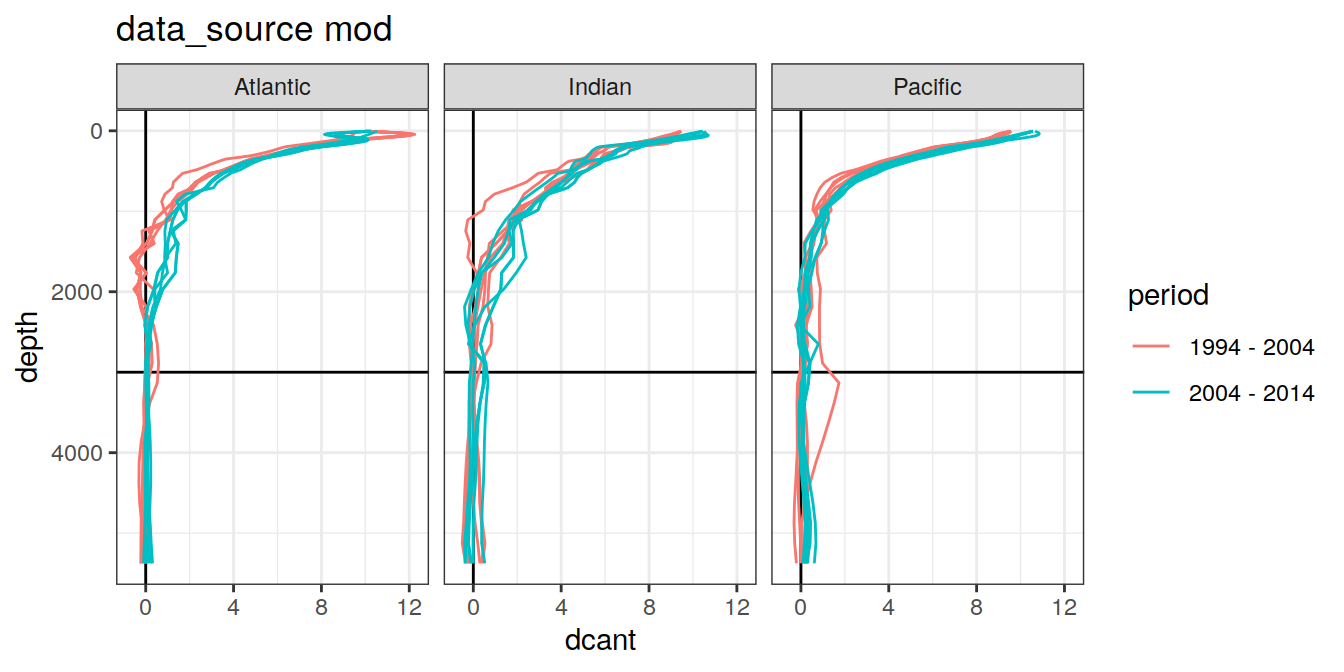 data_source mod
Atlantic Indian Pacific
0
2000
4000
depth
0 4 8 12 0 4 8 12 0 4 8 12
dcant
period
1994 - 2004
2004 - 2014